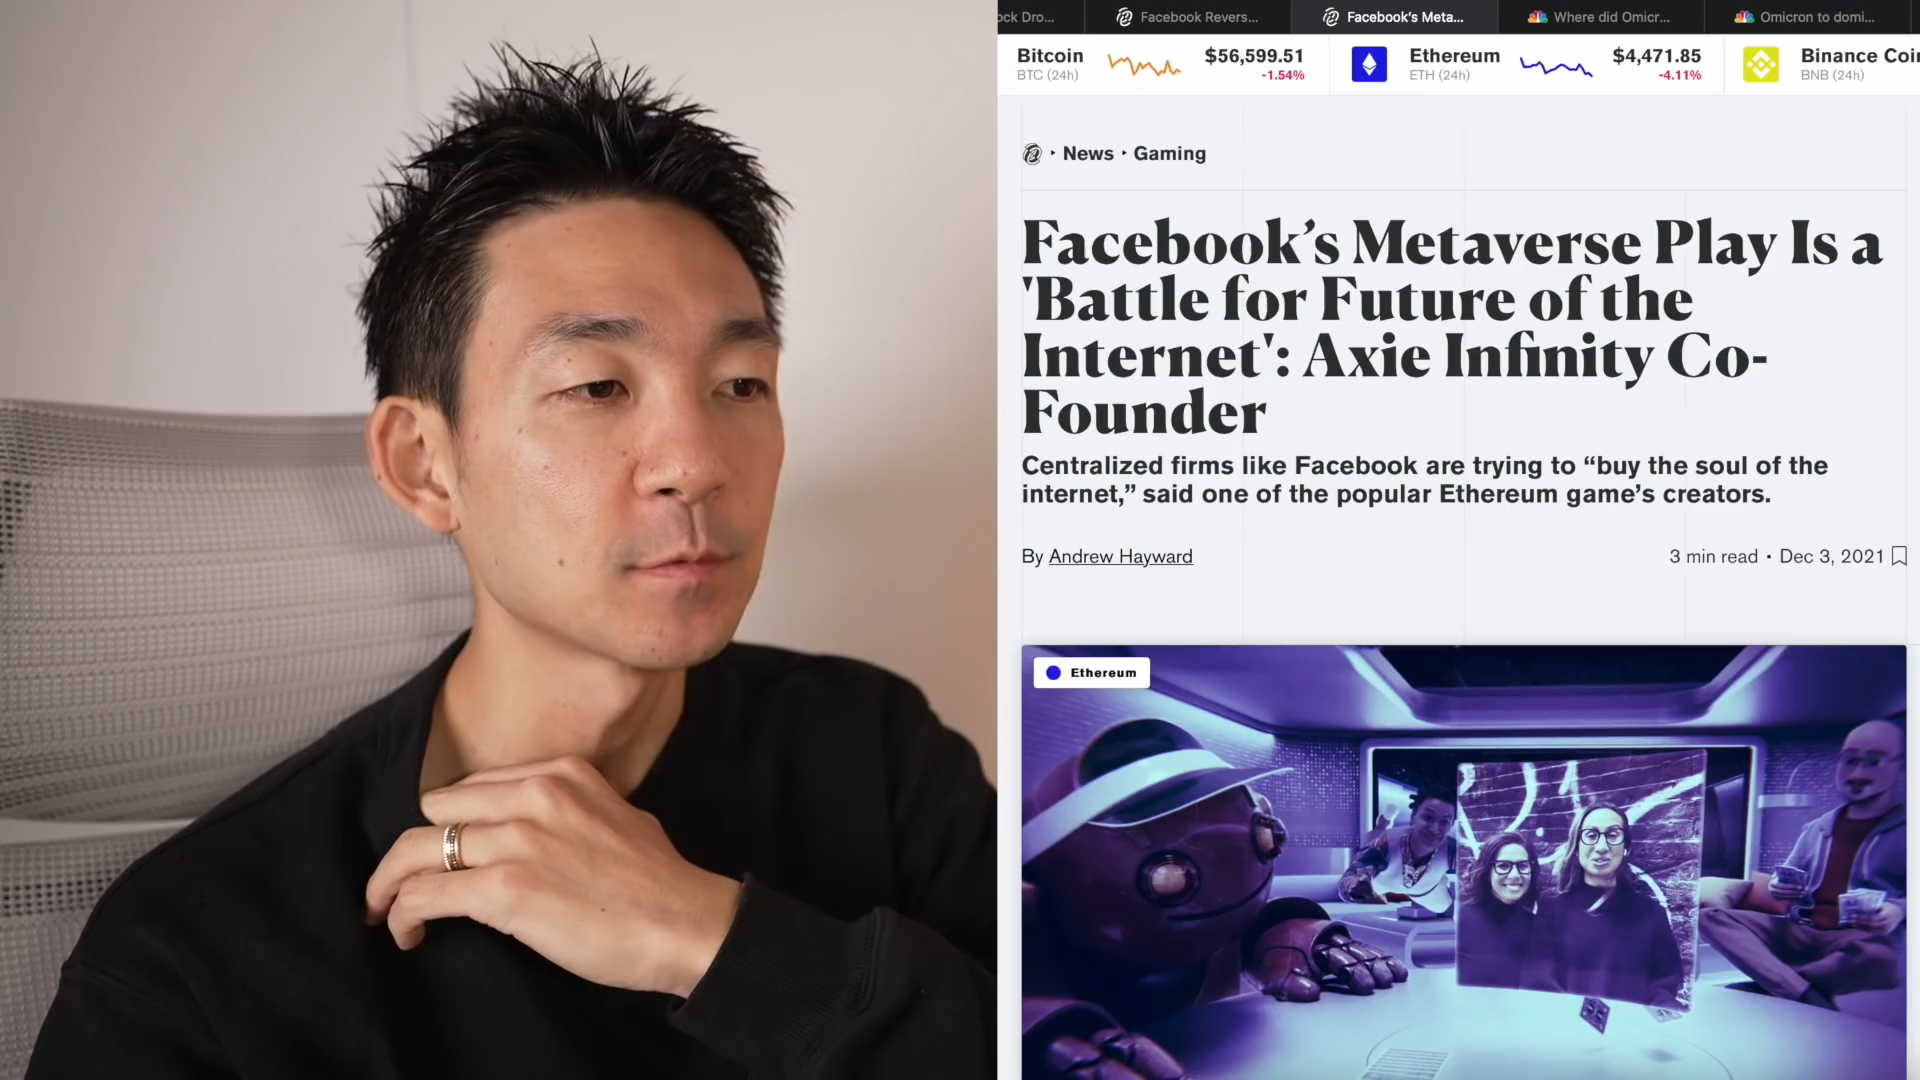 ock Dro...
Facebook Revers...
Facebook's Meta...
Where did Omicr...
Omicron to domi...
Bitcoin
BTC (24h)
$56,599.51
-1.54%
Ethereum
ETH (24h)
$4,471.85
-4.11%
Binance Coin
BNB (24h)
News
Gaming
Facebook’s Metaverse Play Is a
'Battle for Future of the
Internet': Axie Infinity Co-
Founder
Centralized firms like Facebook are trying to “buy the soul of the
internet,” said one of the popular Ethereum game’s creators.
By Andrew Hayward
3 min read • Dec 3, 2021
Ethereum